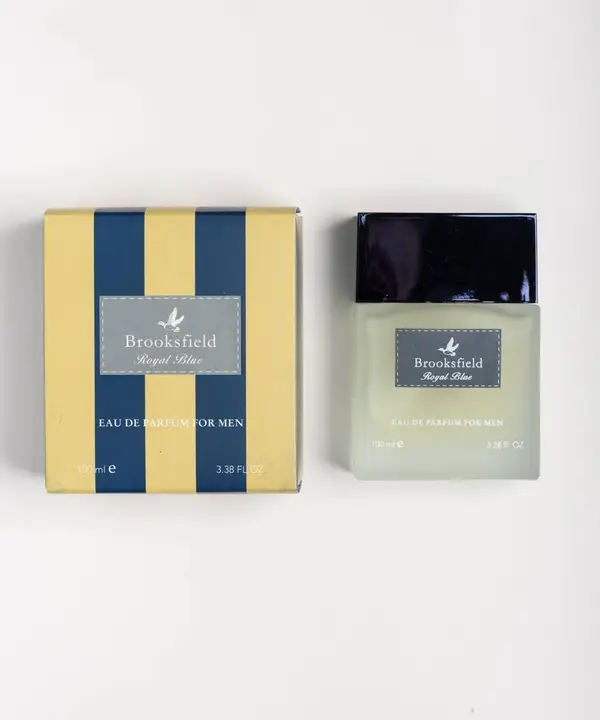 Brooksfield
Royal Blue
EAU DE PARFUM FOR MEN
100 ml e
3.38 FL OZ
Brooksfield
Royal Blue
EAU DE PARFUM FOR MEN
100 ml e
3.38 FL OZ